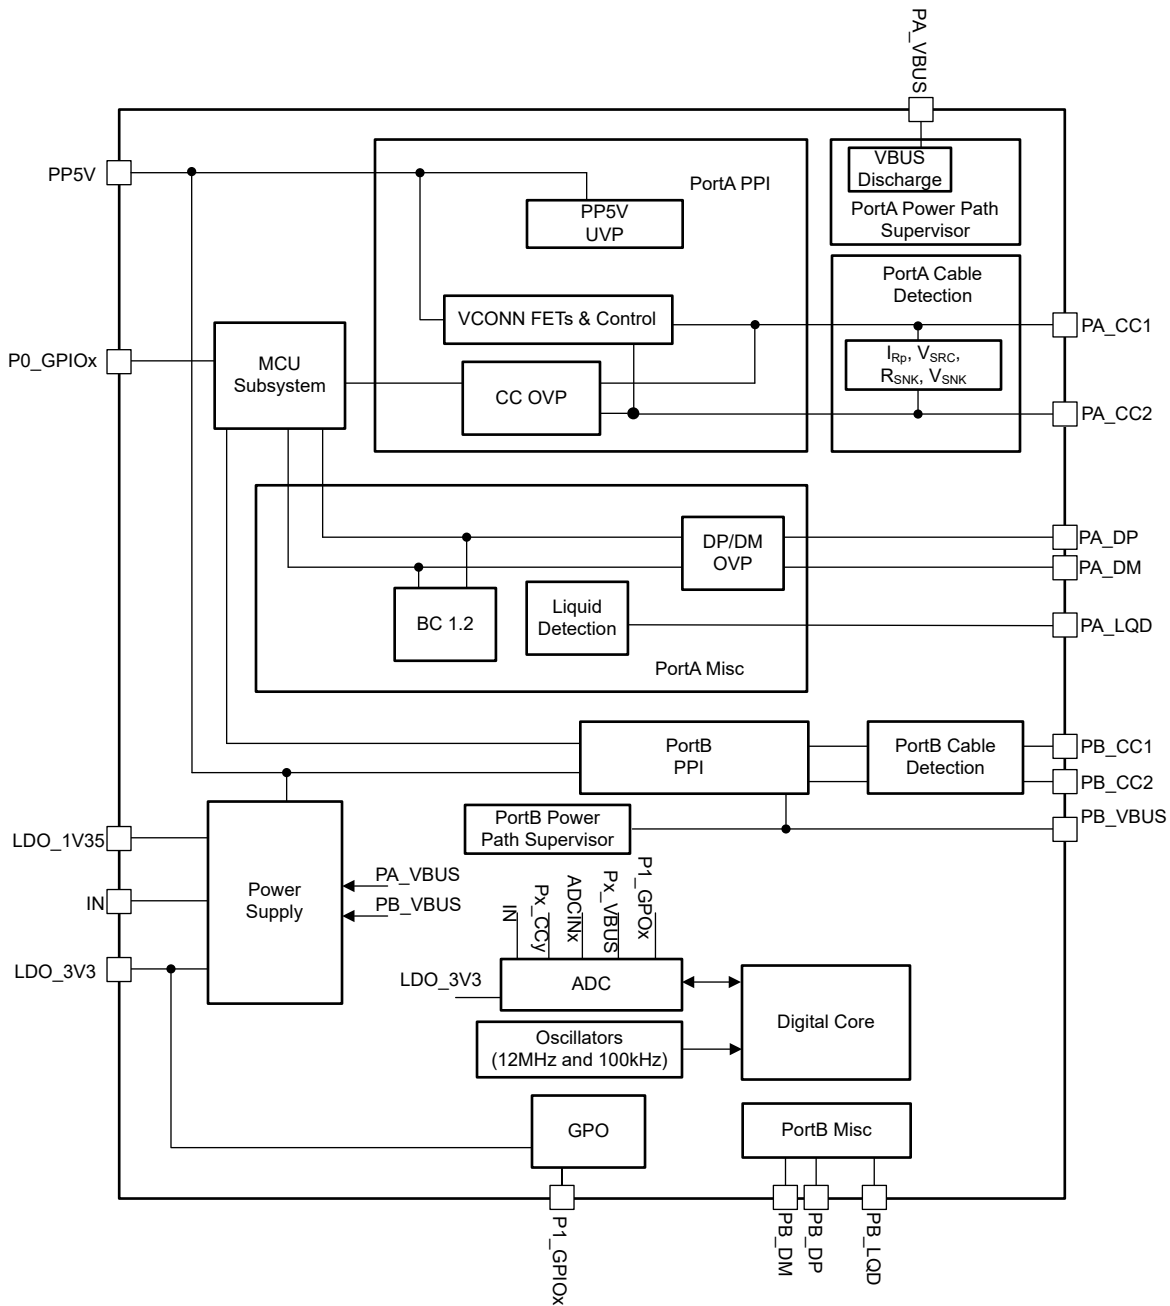 PA_VBUS
PP5V
PortA PPI
VBUS
Discharge
PortA Power Path
Supervisor
PP5V
UVP
PortA Cable
Detection
VCONN FETs & Control
PA_CC1
P0_GPIOx
MCU
Subsystem
IRp, VSRC,
RSNK, VSNK
CC OVP
PA_CC2
DP/DM
OVP
PA_DP
PA_DM
BC 1.2
Liquid
Detection
PA_LQD
PortA Misc
PortB
PPI
PortB Cable
Detection
PB_CC1
PB_CC2
PortB Power
Path Supervisor
PB_VBUS
LDO_1V35
IN
LDO_3V3
Power
Supply
PA_VBUS
PB_VBUS
IN
Px_CCy
ADCINx
Px_VBUS
P1_GPOx
LDO_3V3
ADC
Digital Core
Oscillators
(12MHz and 100kHz)
GPO
PortB Misc
P1_GPIOx
PB_DM
PB_DP
PB_LQD